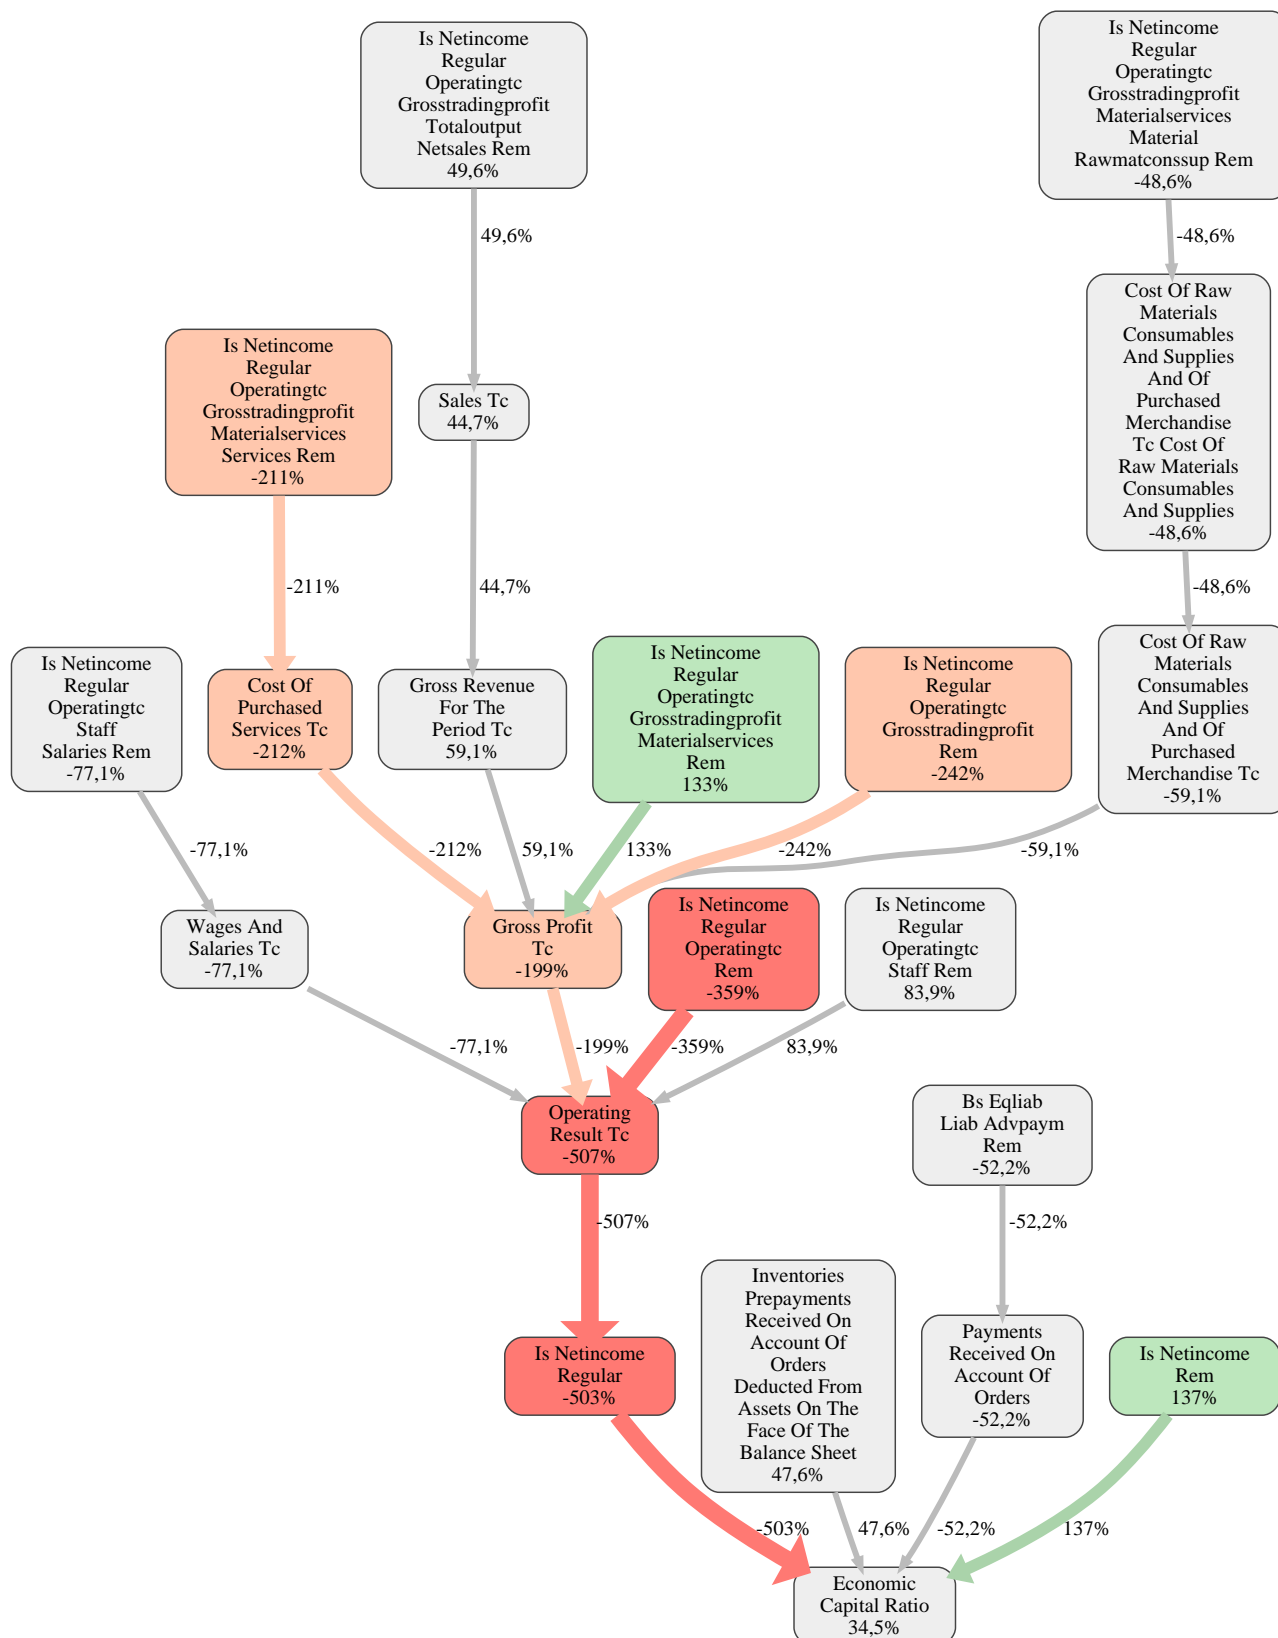 Is Netincome
Regular
Operatingtc
Grosstradingprofit
Totaloutput
Netsales Rem
49,6%
Is Netincome
Regular
Operatingtc
Grosstradingprofit
Materialservices
Material
Rawmatconssup Rem
-48,6%
49,6%
-48,6%
Cost Of Raw
Materials
Consumables
And Supplies
And Of
Purchased
Merchandise
Tc Cost Of
Raw Materials
Consumables
And Supplies
-48,6%
Is Netincome
Regular
Operatingtc
Grosstradingprofit
Materialservices
Services Rem
-211%
Sales Tc
44,7%
-211%
44,7%
-48,6%
Is Netincome
Regular
Operatingtc
Staff
Salaries Rem
-77,1%
Cost Of
Purchased
Services Tc
-212%
Gross Revenue
For The
Period Tc
59,1%
Is Netincome
Regular
Operatingtc
Grosstradingprofit
Materialservices
Rem
133%
Is Netincome
Regular
Operatingtc
Grosstradingprofit
Rem
-242%
Cost Of Raw
Materials
Consumables
And Supplies
And Of
Purchased
Merchandise Tc
-59,1%
-77,1%
-212%
59,1%
133%
-242%
-59,1%
Wages And
Salaries Tc
-77,1%
Gross Profit
Tc
-199%
Is Netincome
Regular
Operatingtc
Rem
-359%
Is Netincome
Regular
Operatingtc
Staff Rem
83,9%
-77,1%
-199%
-359%
83,9%
Operating
Result Tc
-507%
Bs Eqliab
Liab Advpaym
Rem
-52,2%
-507%
-52,2%
Is Netincome
Regular
-503%
Inventories
Prepayments
Received On
Account Of
Orders
Deducted From
Assets On The
Face Of The
Balance Sheet
47,6%
Payments
Received On
Account Of
Orders
-52,2%
Is Netincome
Rem
137%
-503%
47,6%
-52,2%
137%
Economic
Capital Ratio
34,5%